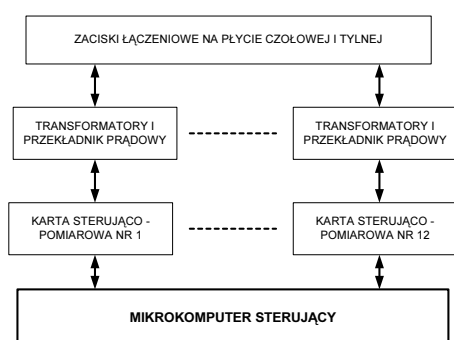 ZACISKI ŁĄCZENIOWE NA PŁYCIE CZOŁOWEJ I TYLNEJ
TRANSFORMATORY I
PRZEKŁADNIK PRĄDOWY
TRANSFORMATORY I
PRZEKŁADNIK PRĄDOWY
KARTA STERUJĄCO -
POMIAROWA NR 1
KARTA STERUJĄCO -
POMIAROWA NR 12
MIKROKOMPUTER STERUJĄCY